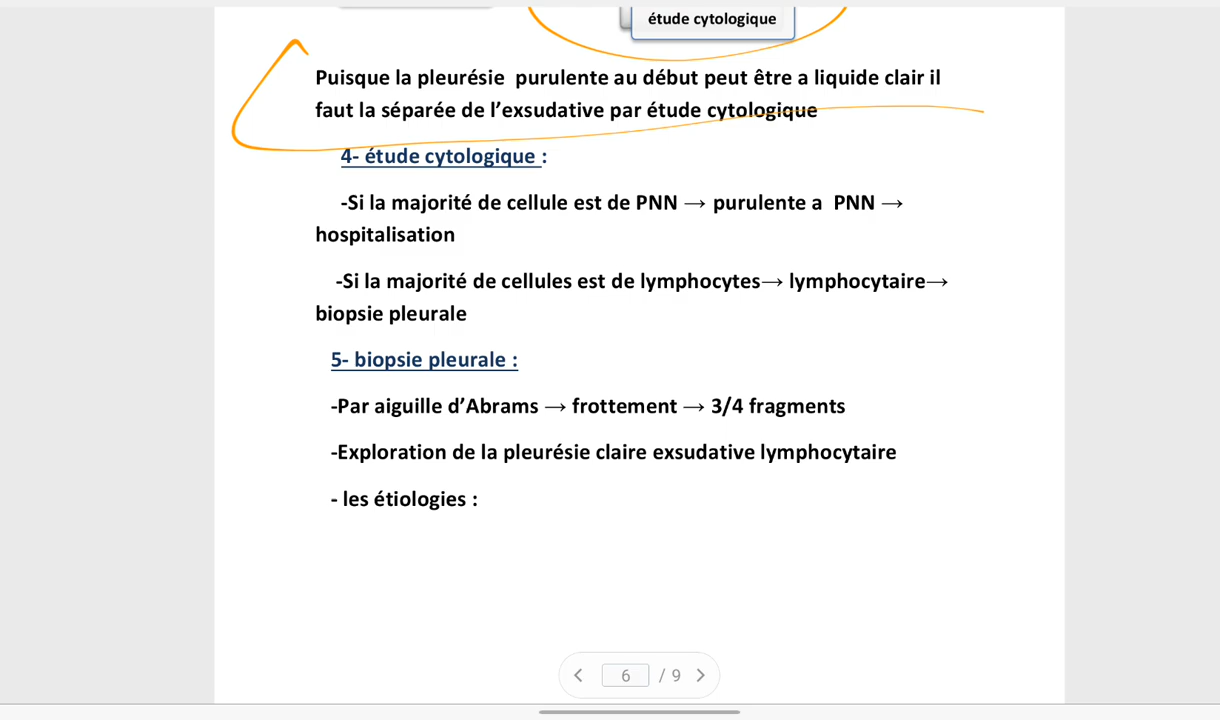 étude cytologique
Puisque la pleurésie purulente au début peut être a liquide clair il
faut la séparée de l’exsudative par étude cytologique
4- étude cytologique :
-Si la majorité de cellule est de PNN → purulente a PNN →
hospitalisation
-Si la majorité de cellules est de lymphocytes→ lymphocytaire→
biopsie pleurale
5- biopsie pleurale :
-Par aiguille d’Abrams → frottement → 3/4 fragments
-Exploration de la pleurésie claire exsudative lymphocytaire
- les étiologies :
6 / 9